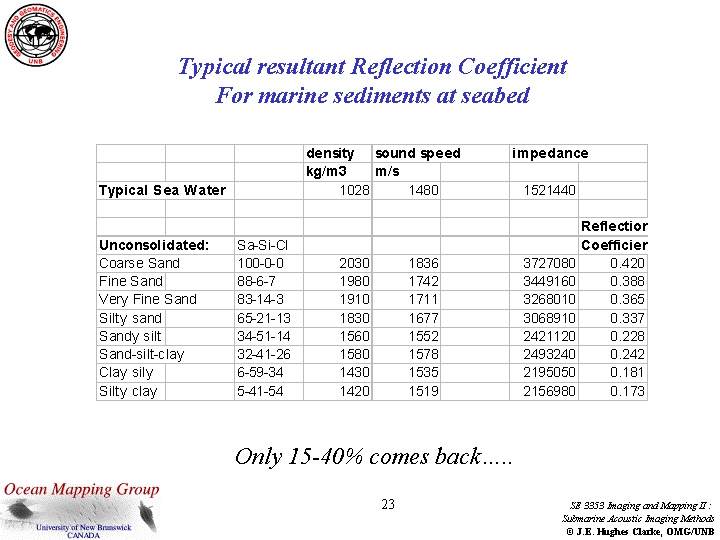 GEODESY AND GEOMATICS ENGINEERING
UNB
Typical resultant Reflection Coefficient
For marine sediments at seabed
density sound speed impedance
kg/m3 m/s
Typical Sea Water 1028 1480 1521440
Reflection
Unconsolidated: Sa-Si-Cl Coefficier
Coarse Sand 100-0-0 2030 1836 3727080 0.420
Fine Sand 88-6-7 1980 1742 3449160 0.388
Very Fine Sand 83-14-3 1910 1711 3268010 0.365
Silty sand 65-21-13 1830 1677 3068910 0.337
Sandy silt 34-51-14 1560 1552 2421120 0.228
Sand-silt-clay 32-41-26 1580 1578 2493240 0.242
Clay sily 6-59-34 1430 1535 2195050 0.181
Silty clay 5-41-54 1420 1519 2156980 0.173
Only 15-40% comes back.....
Ocean Mapping Group
University of New Brunswick
CANADA
23
SE 3353 Imaging and Mapping II :
Submarine Acoustic Imaging Methods
© J.E. Hughes Clarke, OMG/UNB